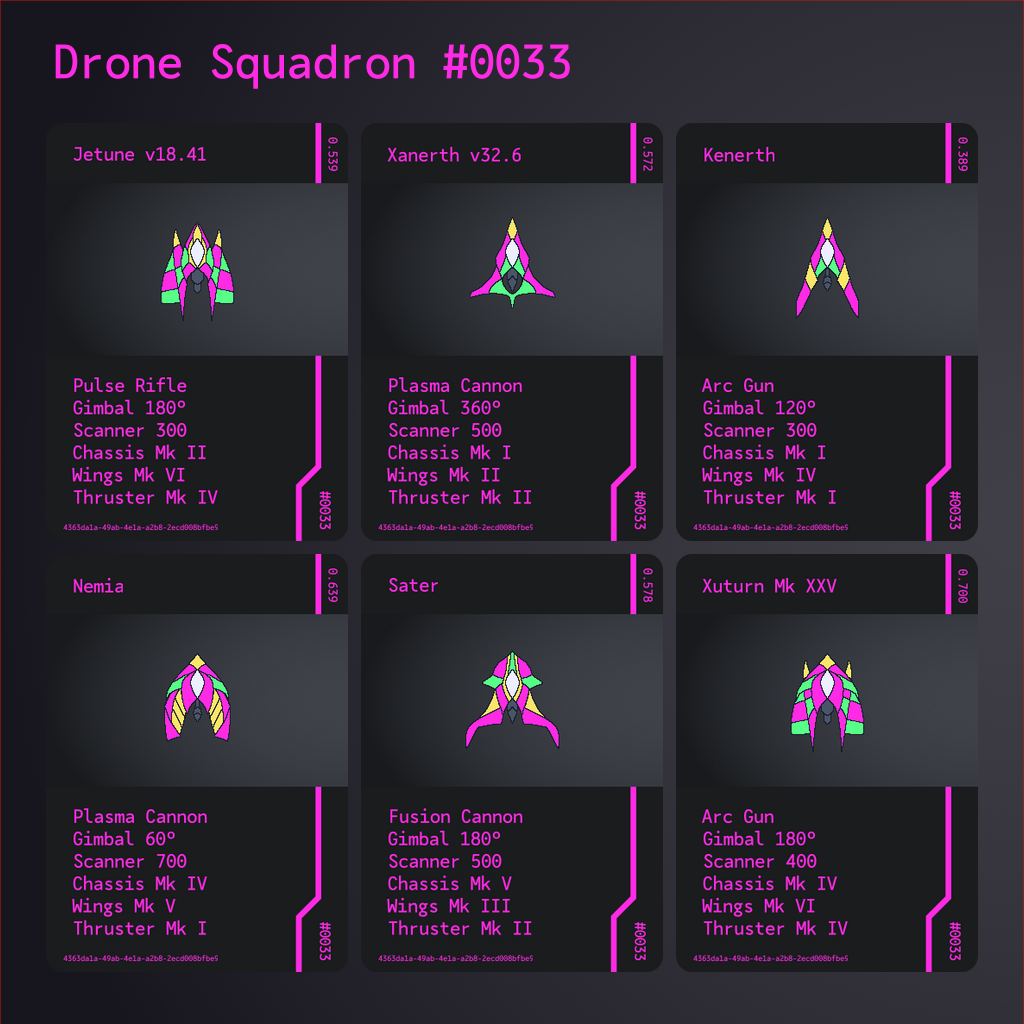 Drone Squadron #0033
Jetune v18.41
0.539
Pulse Rifle
Gimbal 180°
Scanner 300
Chassis Mk II
Wings Mk VI
Thruster Mk IV
#0033
4363da1a-49ab-4e1a-a2b8-2ecd008bfbe5
Xanerth v32.6
0.572
Plasma Cannon
Gimbal 360°
Scanner 500
Chassis Mk I
Wings Mk II
Thruster Mk II
#0033
4363da1a-49ab-4e1a-a2b8-2ecd008bfbe5
Kenerth
0.389
Arc Gun
Gimbal 120°
Scanner 300
Chassis Mk I
Wings Mk IV
Thruster Mk I
#0033
4363da1a-49ab-4e1a-a2b8-2ecd008bfbe5
Nemia
0.639
Plasma Cannon
Gimbal 60°
Scanner 700
Chassis Mk IV
Wings Mk V
Thruster Mk I
#0033
4363da1a-49ab-4e1a-a2b8-2ecd008bfbe5
Sater
0.578
Fusion Cannon
Gimbal 180°
Scanner 500
Chassis Mk V
Wings Mk III
Thruster Mk II
#0033
4363da1a-49ab-4e1a-a2b8-2ecd008bfbe5
Xuturn Mk XXV
0.700
Arc Gun
Gimbal 180°
Scanner 400
Chassis Mk IV
Wings Mk VI
Thruster Mk IV
#0033
4363da1a-49ab-4e1a-a2b8-2ecd008bfbe5